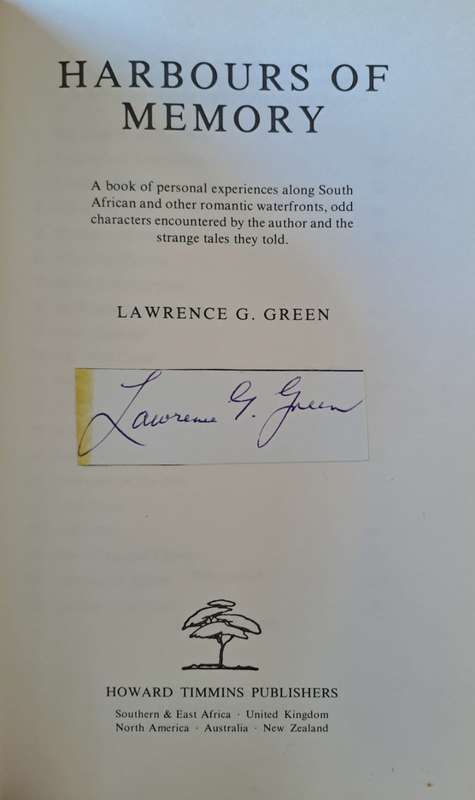 HARBOURS OF
MEMORY
A book of personal experiences along South
African and other romantic waterfronts, odd
characters encountered by the author and the
strange tales they told.
LAWRENCE G. GREEN
Lawrence G. Green
HOWARD TIMMINS PUBLISHERS
Southern & East Africa · United Kingdom
North America · Australia · New Zealand